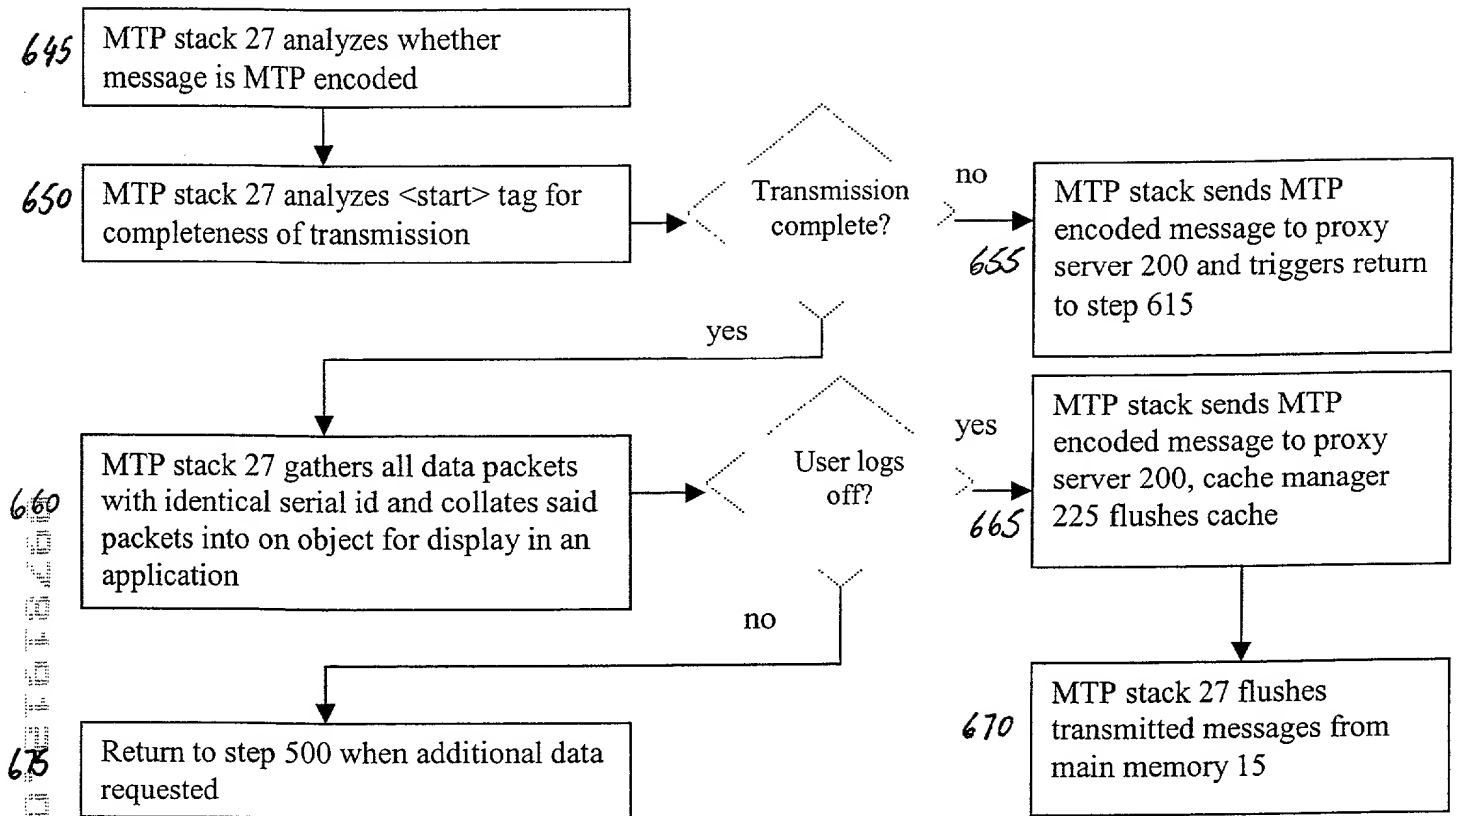 645
MTP stack 27 analyzes whether
message is MTP encoded
650
MTP stack 27 analyzes <start> tag for
completeness of transmission
Transmission
complete?
no
655
MTP stack sends MTP
encoded message to proxy
server 200 and triggers return
to step 615
yes
660
MTP stack 27 gathers all data packets
with identical serial id and collates said
packets into on object for display in an
application
User logs
off?
yes
665
MTP stack sends MTP
encoded message to proxy
server 200, cache manager
225 flushes cache
no
670
MTP stack 27 flushes
transmitted messages from
main memory 15
675
Return to step 500 when additional data
requested